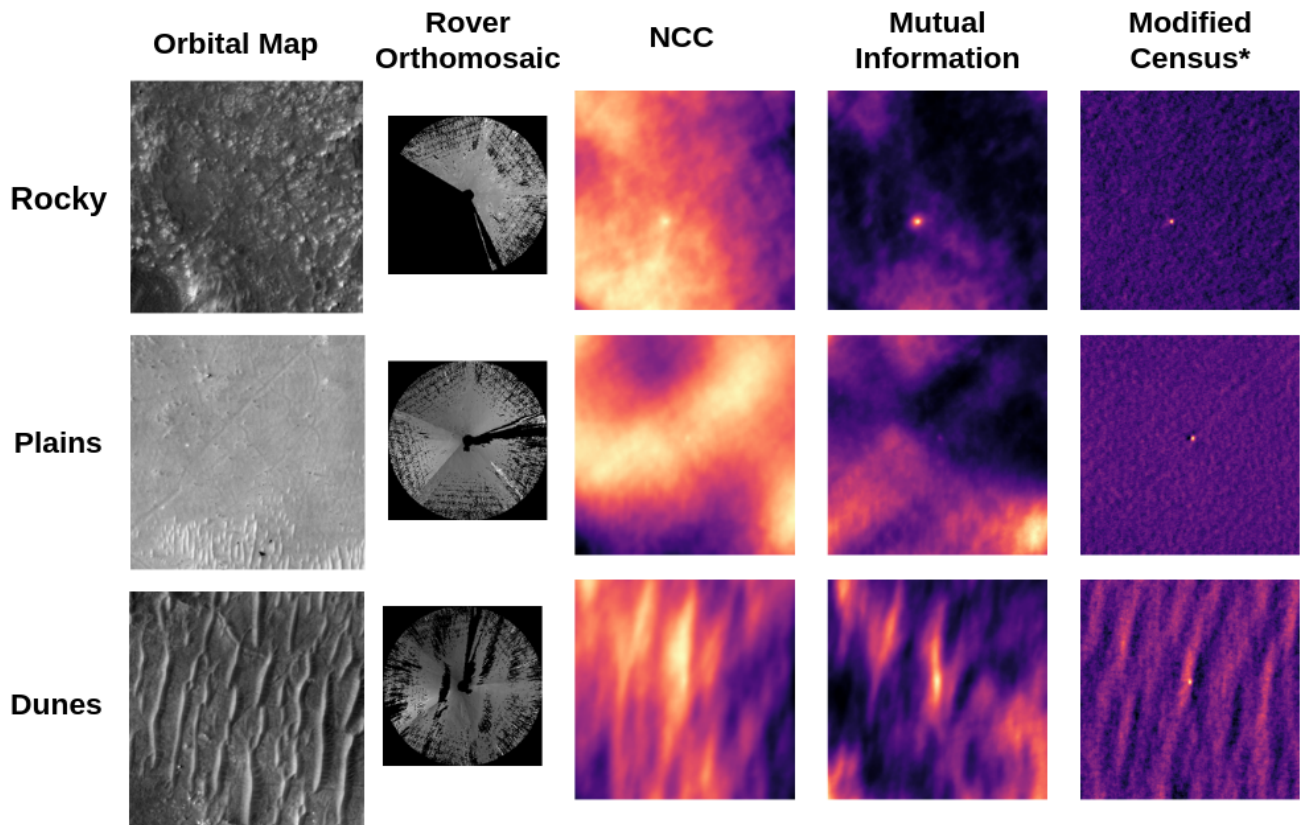 Orbital Map
Rover
Orthomosaic
NCC
Mutual
Information
Modified
Census*
Rocky
Plains
Dunes